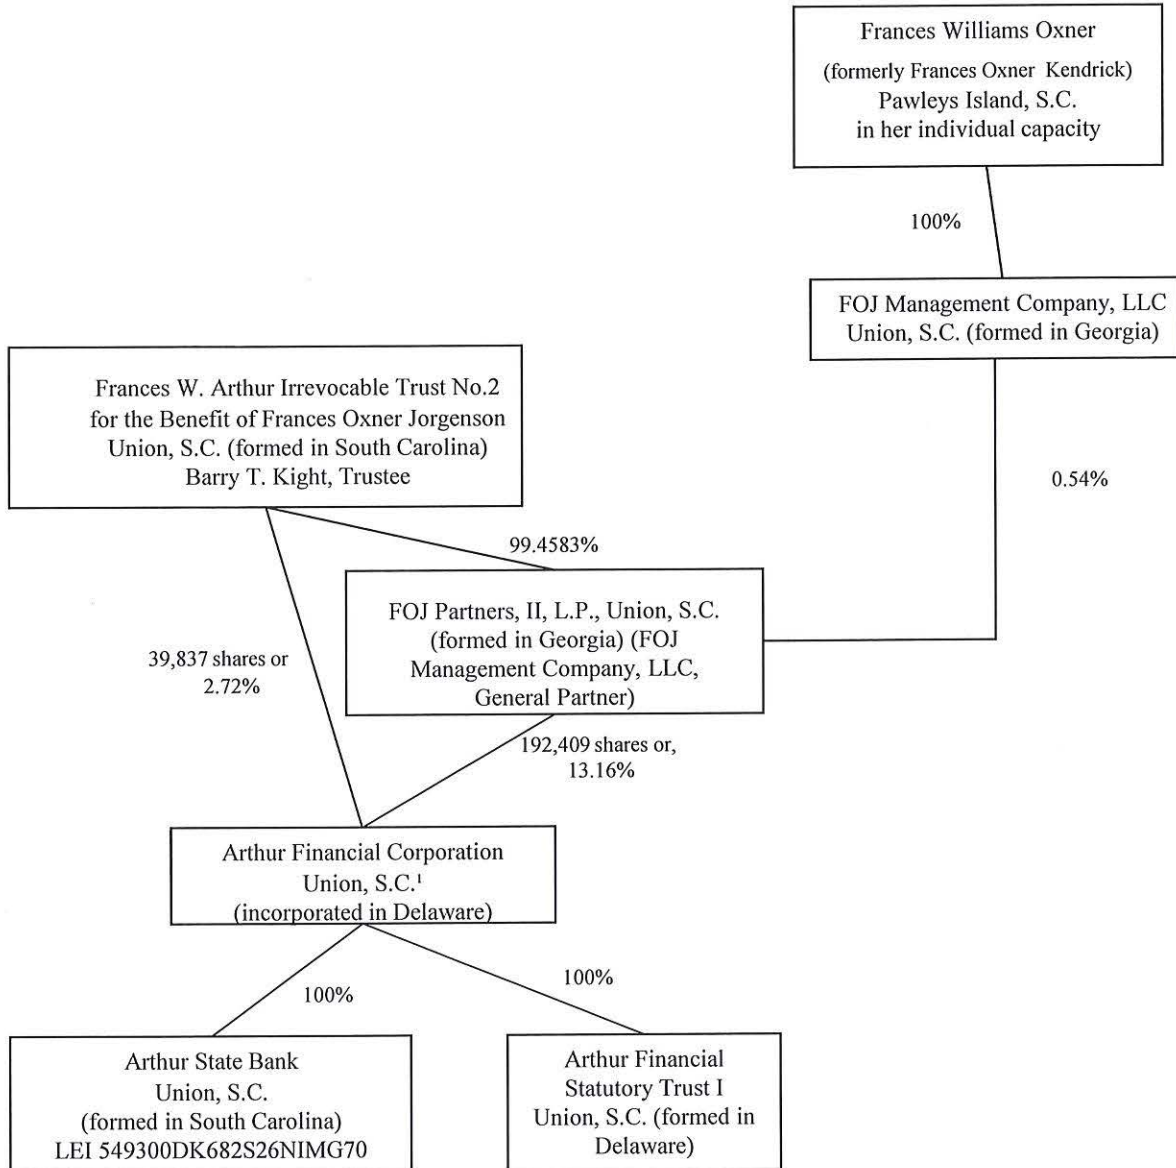 Frances Williams Oxner
(formerly Frances Oxner Kendrick)
Pawleys Island, S.C.
in her individual capacity
100%
FOJ Management Company, LLC
Union, S.C. (formed in Georgia)
Frances W. Arthur Irrevocable Trust No.2
for the Benefit of Frances Oxner Jorgenson
Union, S.C. (formed in South Carolina)
Barry T. Kight, Trustee
0.54%
99.4583%
FOJ Partners, II, L.P., Union, S.C.
(formed in Georgia) (FOJ
Management Company, LLC,
General Partner)
39,837 shares or
2.72%
192,409 shares or,
13.16%
Arthur Financial Corporation
Union, S.C.¹
(incorporated in Delaware)
100%
100%
Arthur State Bank
Union, S.C.
(formed in South Carolina)
LEI 549300DK682S26NIMG70
Arthur Financial
Statutory Trust I
Union, S.C. (formed in
Delaware)